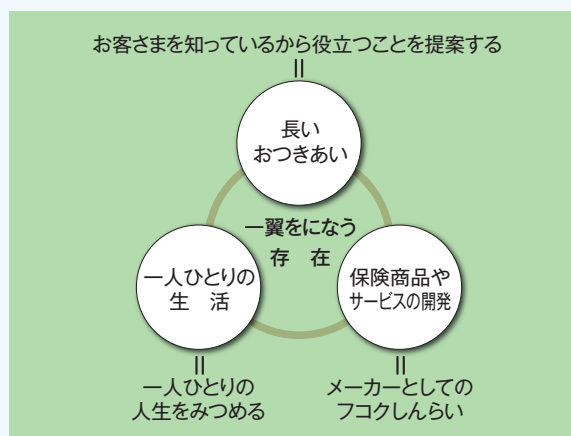 お客さまを知っているから役立つことを提案する
＝
長い
おつきあい
一翼をになう
存　在
一人ひとりの
生　活
保険商品や
サービスの開発
＝
一人ひとりの
人生をみつめる
＝
メーカーとしての
フコクしんらい